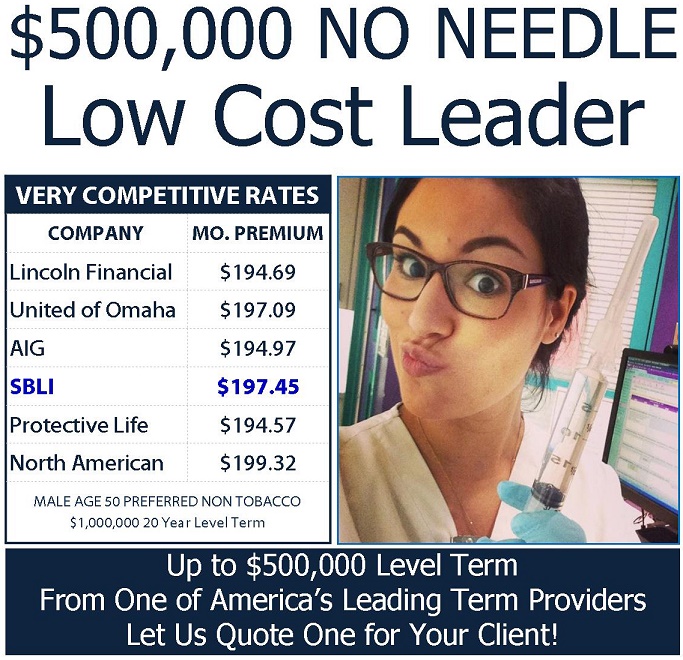 $500,000 NO NEEDLE
Low Cost Leader
VERY COMPETITIVE RATES
COMPANY MO. PREMIUM
Lincoln Financial $194.69
United of Omaha $197.09
AIG $194.97
SBLI $197.45
Protective Life $194.57
North American $199.32
MALE AGE 50 PREFERRED NON TOBACCO
$1,000,000 20 Year Level Term
Up to $500,000 Level Term
From One of America's Leading Term Providers
Let Us Quote One for Your Client!